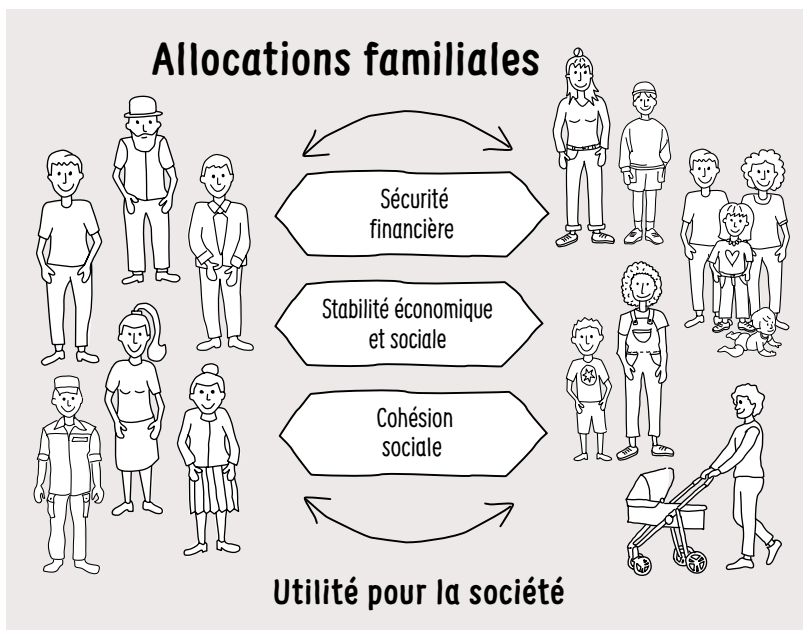 Allocations familiales
Sécurité
financière
Stabilité économique
et sociale
Cohésion
sociale
Utilité pour la société